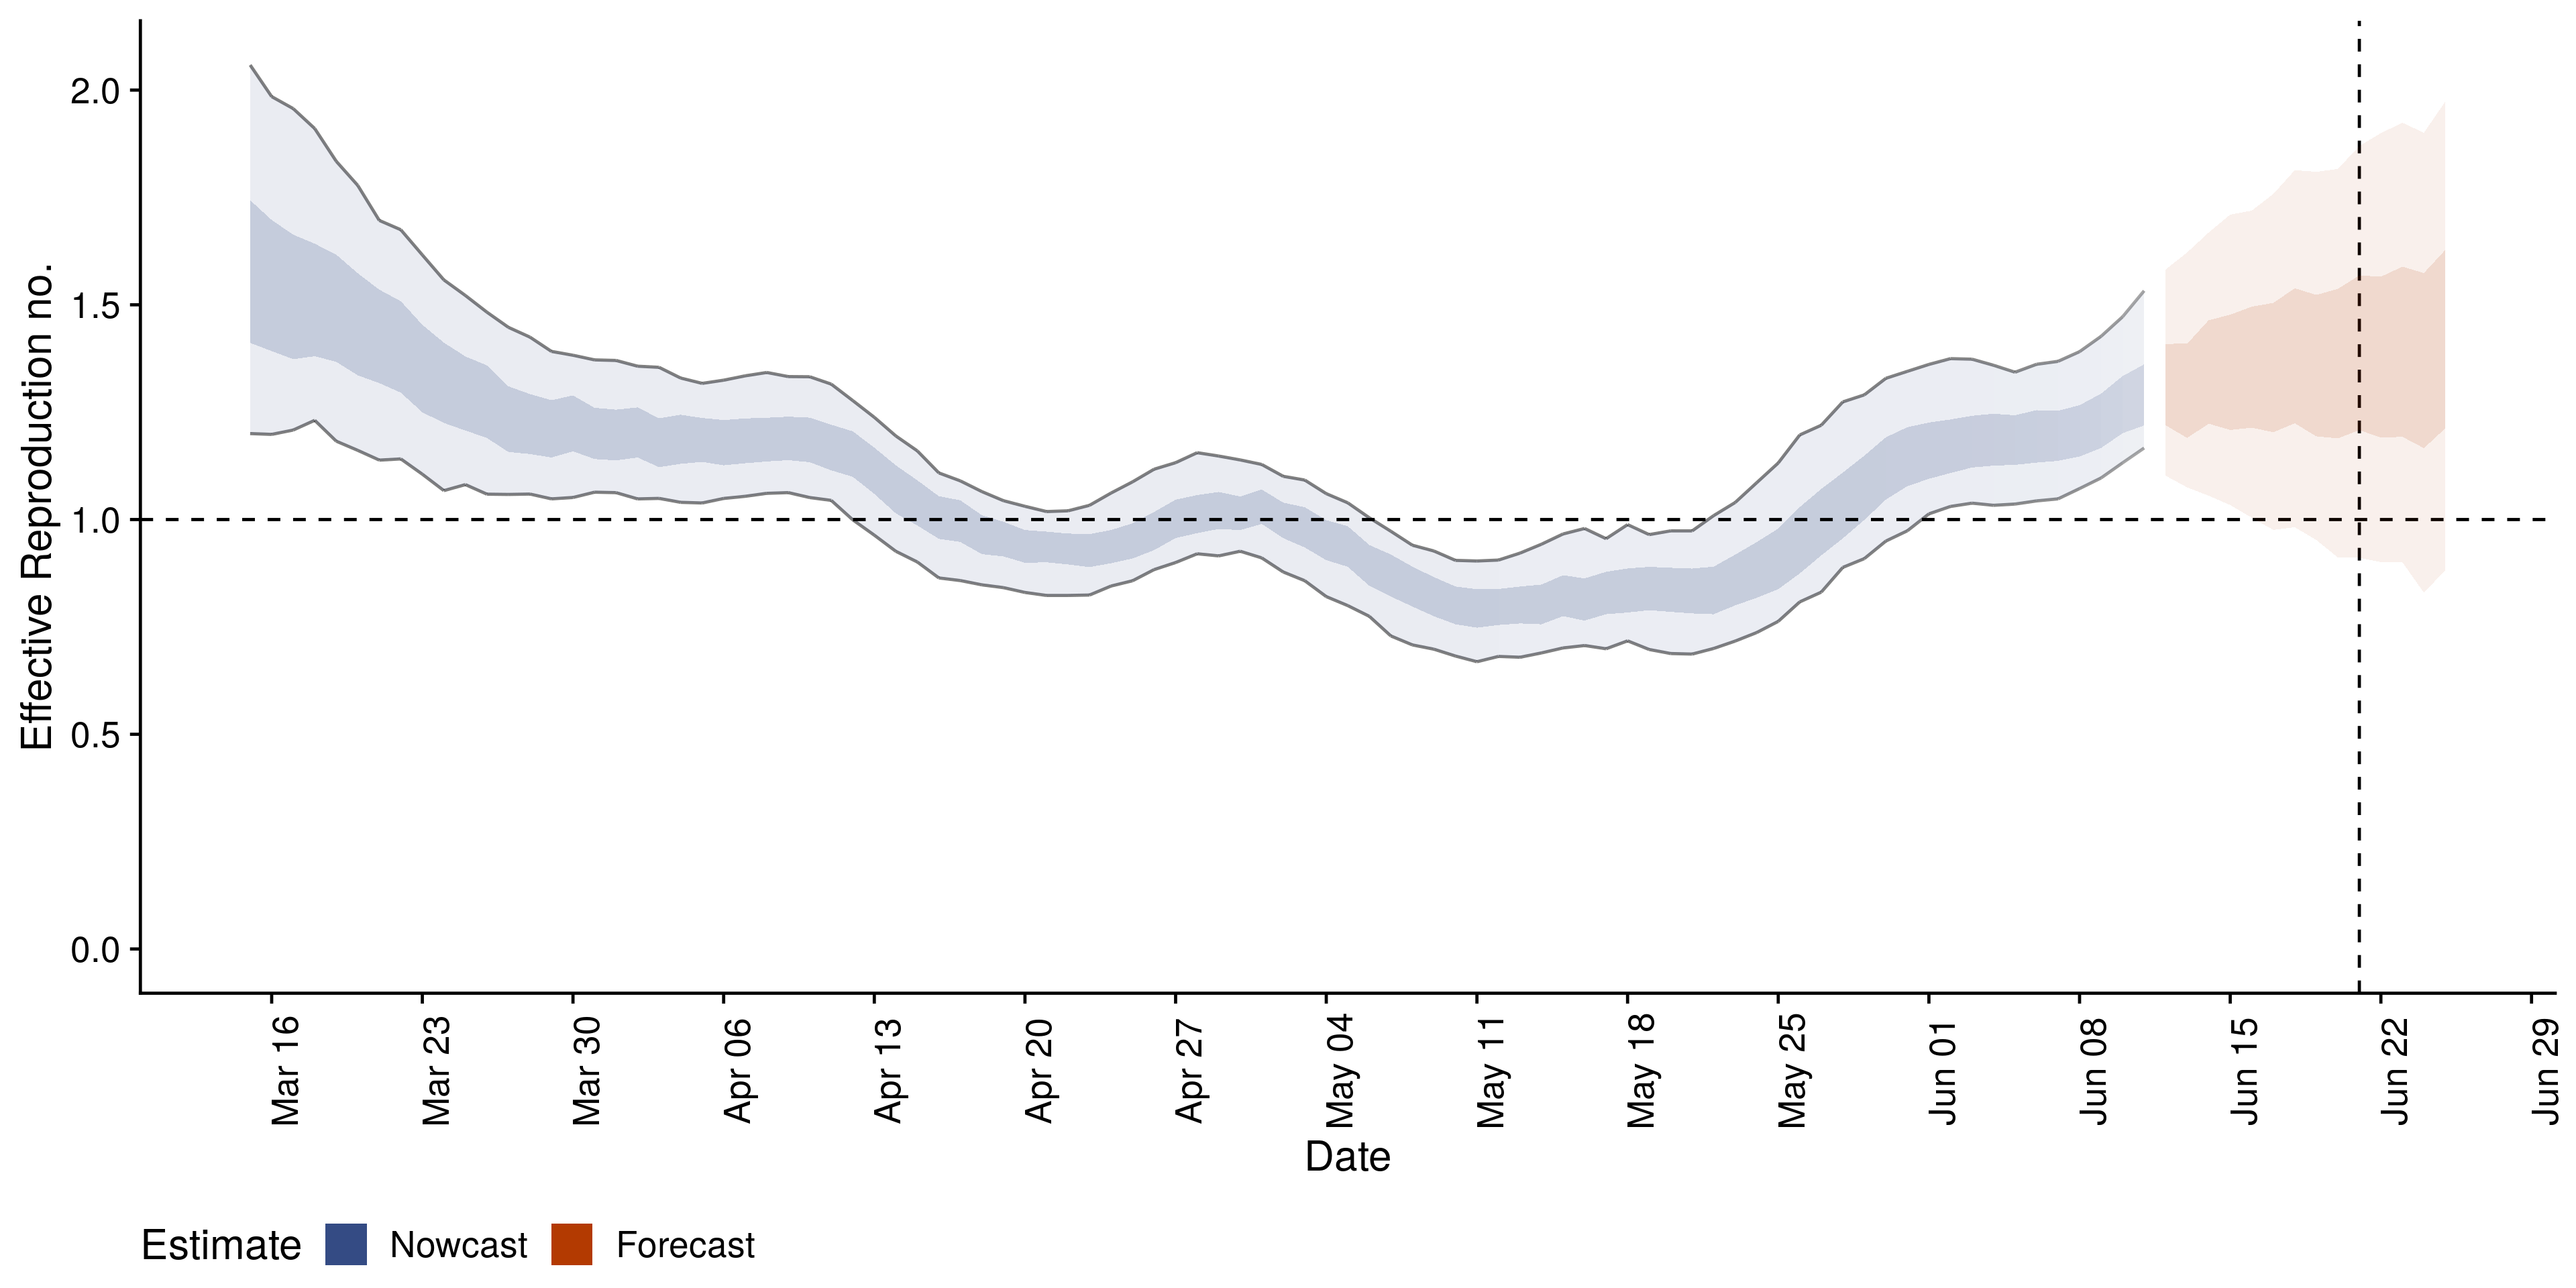 Effective Reproduction no.
2.0
1.5
1.0
0.5
0.0
Mar 16
Mar 23
Mar 30
Apr 06
Apr 13
Apr 20
Apr 27
May 04
May 11
May 18
May 25
Jun 01
Jun 08
Jun 15
Jun 22
Jun 29
Date
Estimate Nowcast Forecast